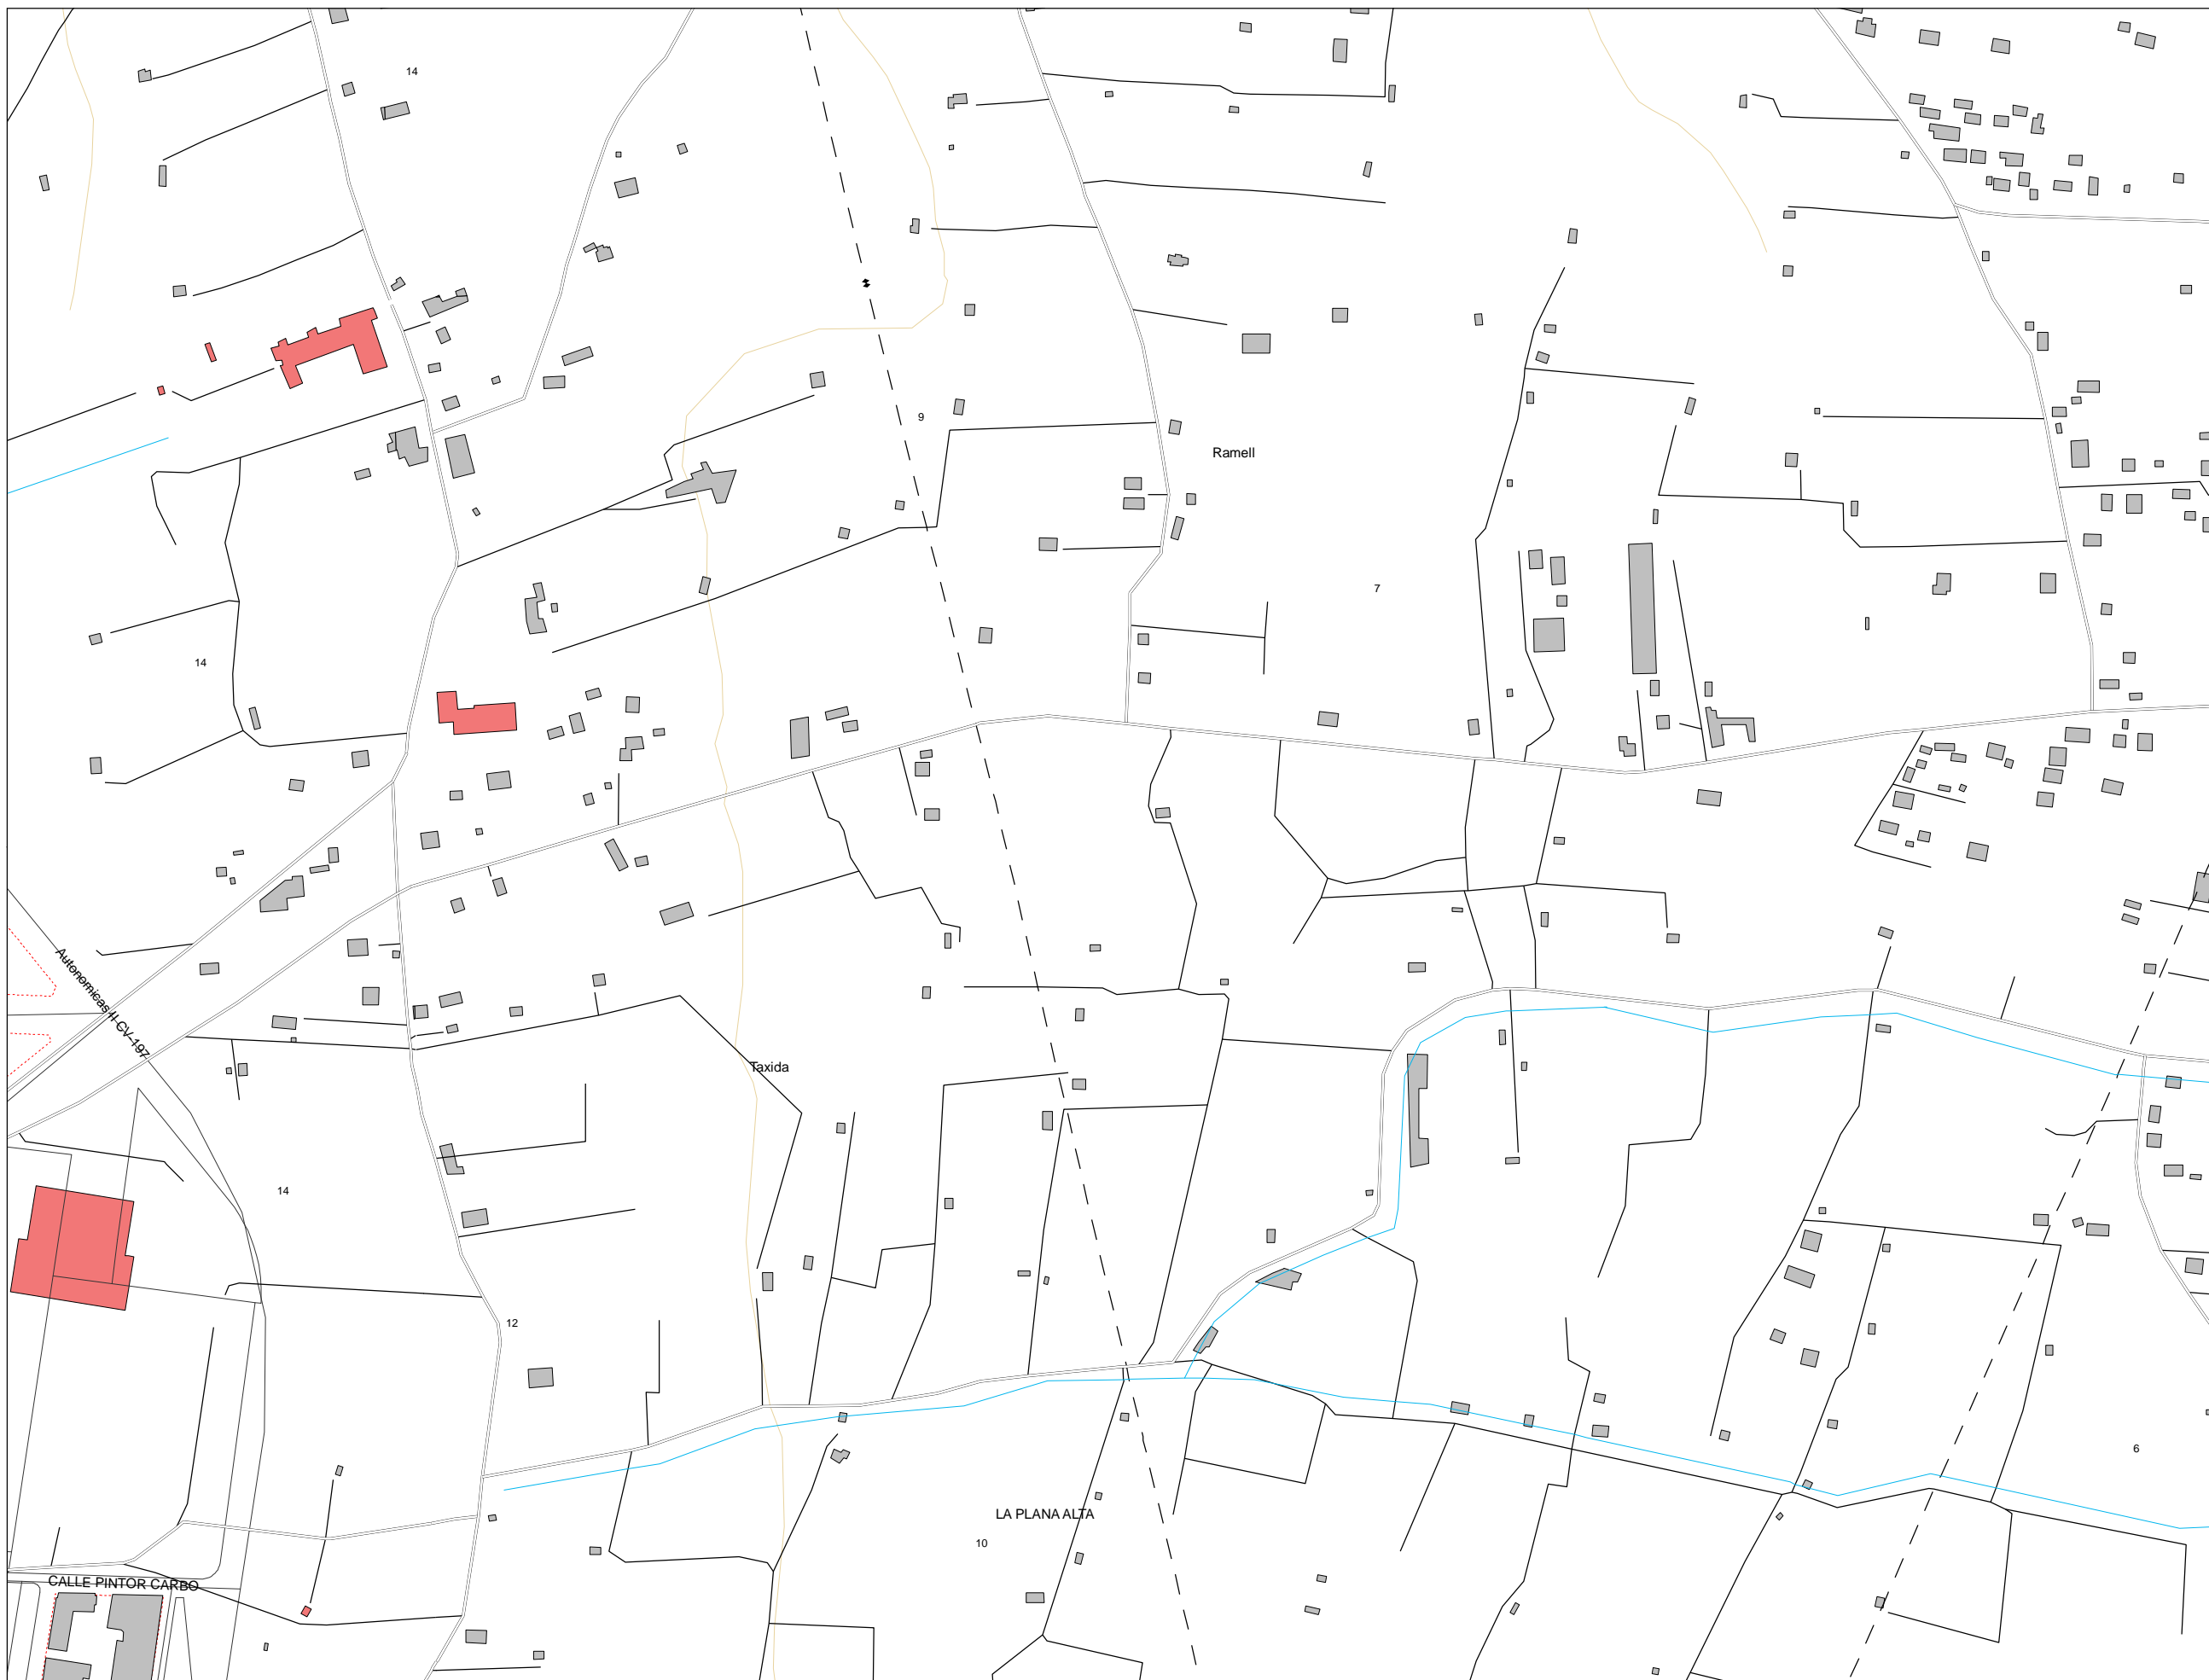 14
9
Ramell
7
14
Autonomicas II CV-197
Taxida
14
12
6
LA PLANA ALTA
10
CALLE PINTOR CARBO